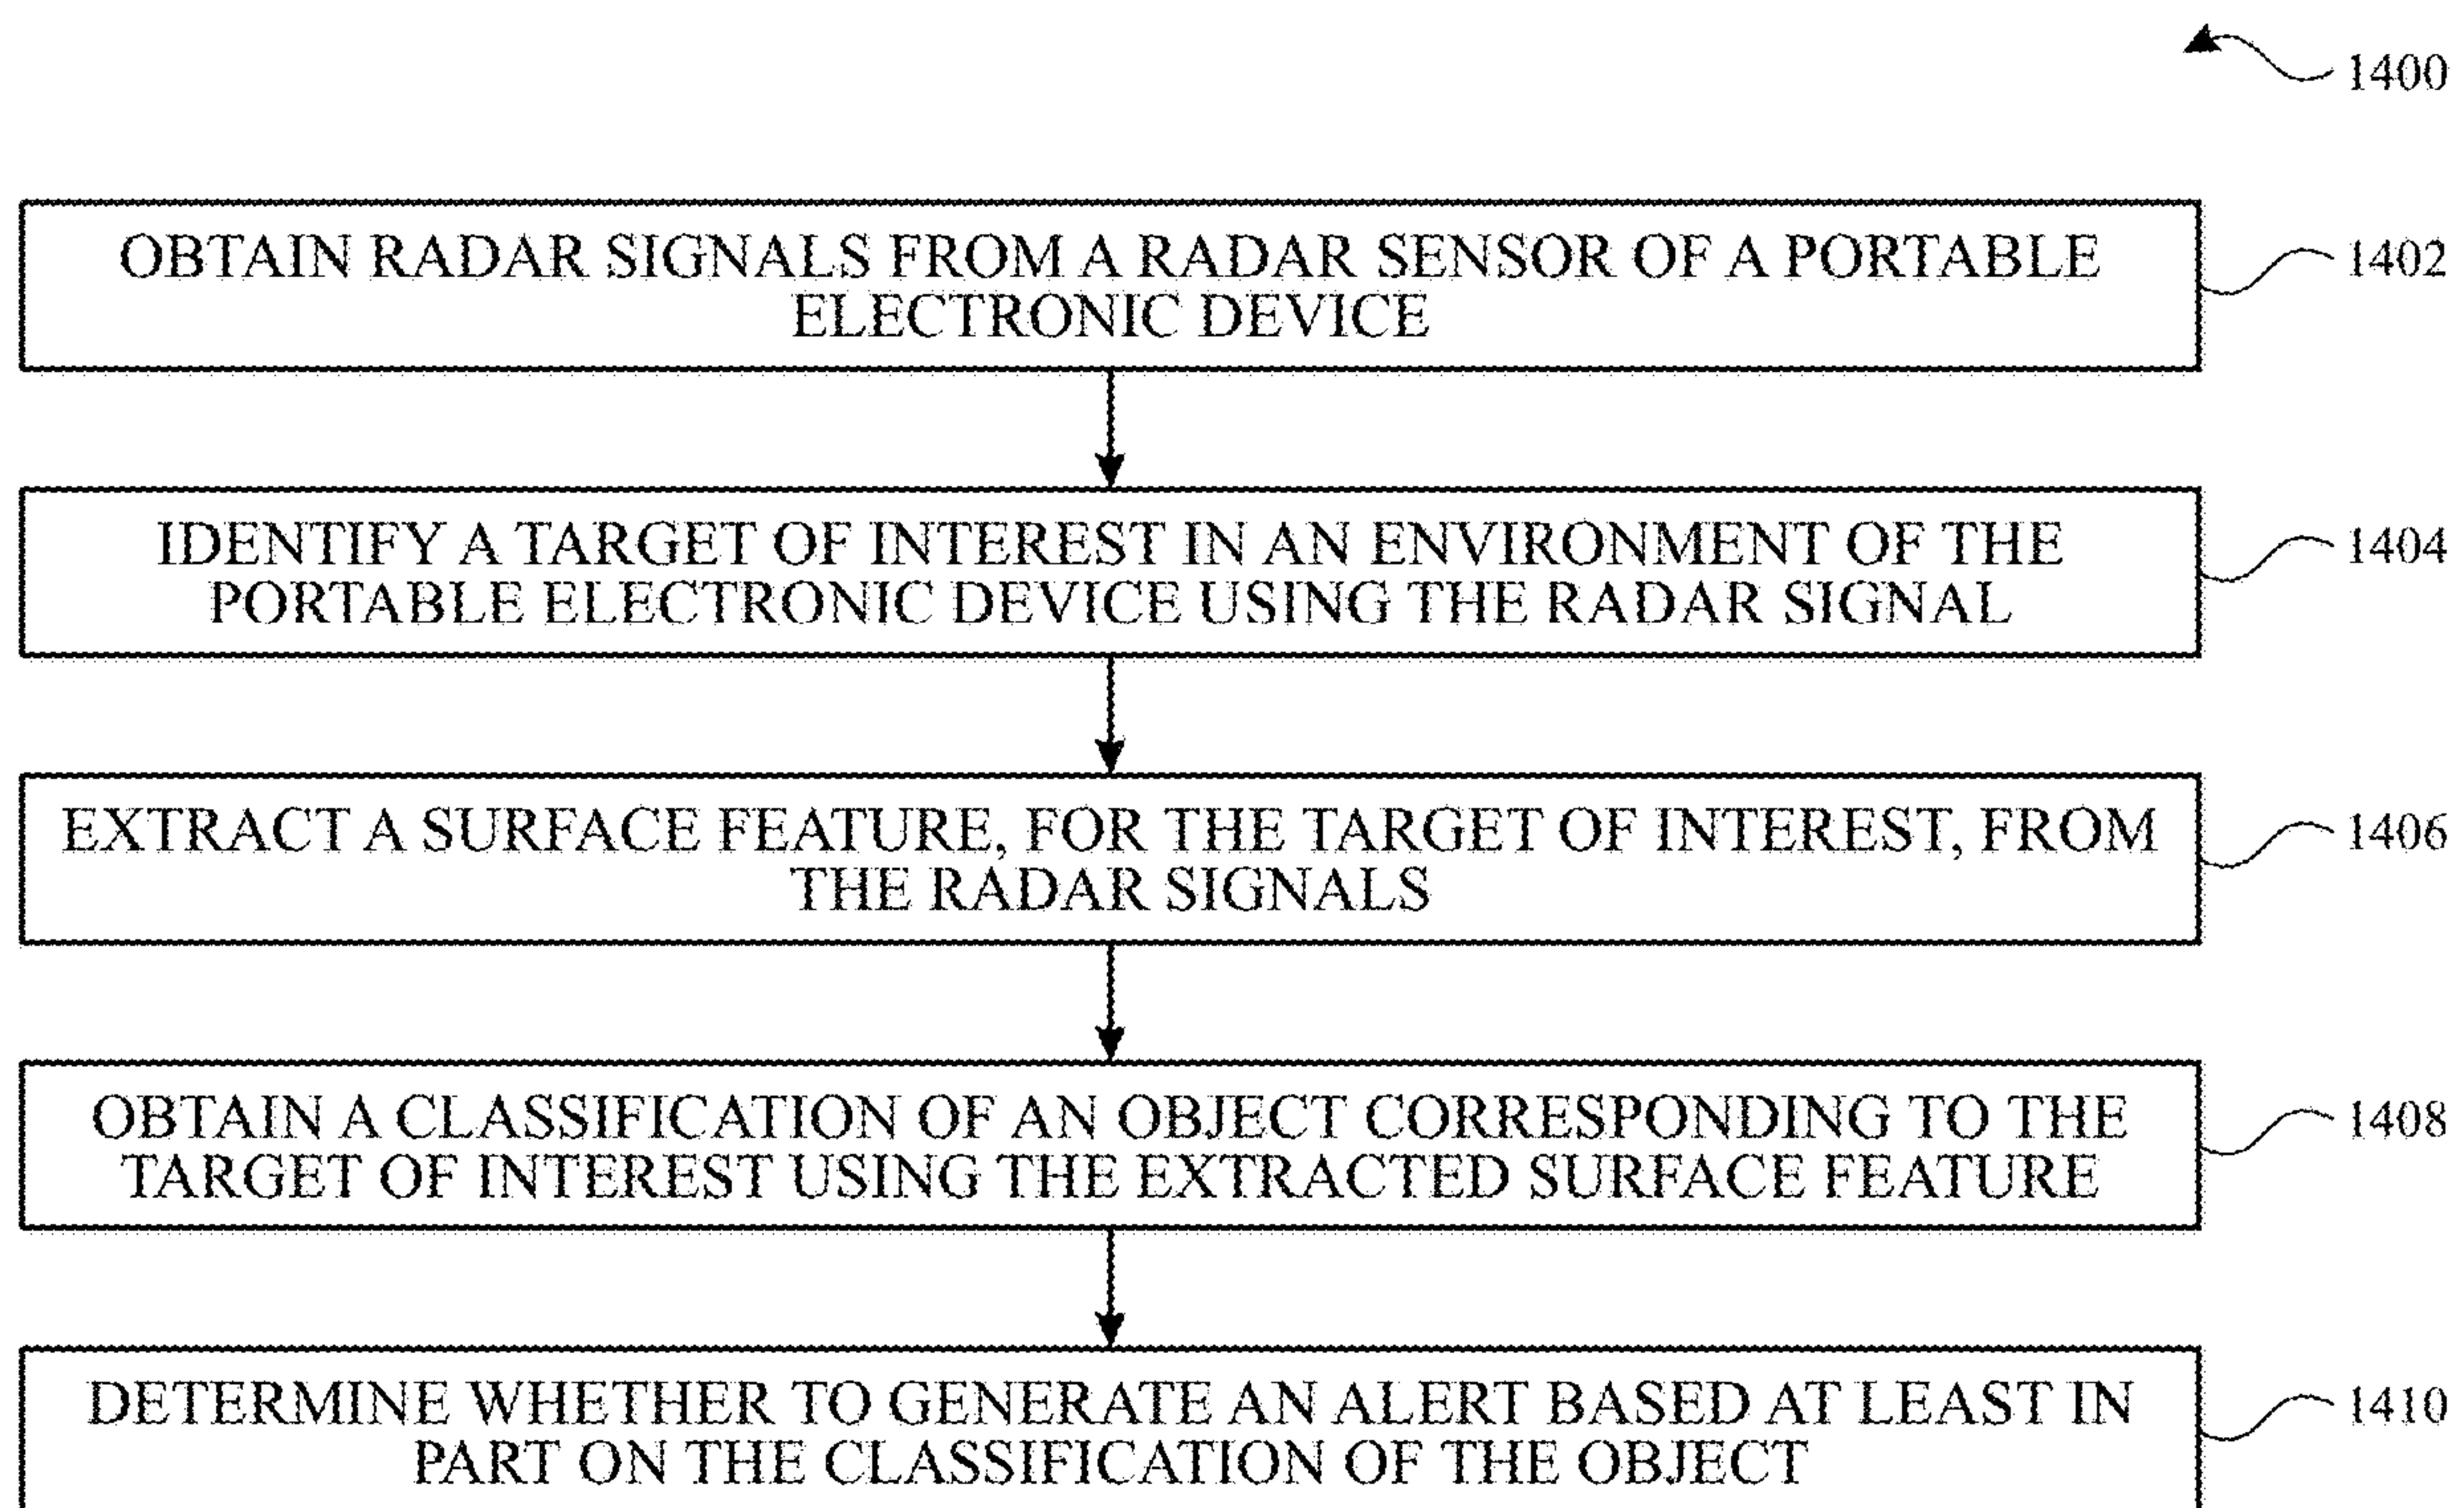 1400
OBTAIN RADAR SIGNALS FROM A RADAR SENSOR OF A PORTABLE
ELECTRONIC DEVICE
1402
IDENTIFY A TARGET OF INTEREST IN AN ENVIRONMENT OF THE
PORTABLE ELECTRONIC DEVICE USING THE RADAR SIGNAL
1404
EXTRACT A SURFACE FEATURE, FOR THE TARGET OF INTEREST, FROM
THE RADAR SIGNALS
1406
OBTAIN A CLASSIFICATION OF AN OBJECT CORRESPONDING TO THE
TARGET OF INTEREST USING THE EXTRACTED SURFACE FEATURE
1408
DETERMINE WHETHER TO GENERATE AN ALERT BASED AT LEAST IN
PART ON THE CLASSIFICATION OF THE OBJECT
1410